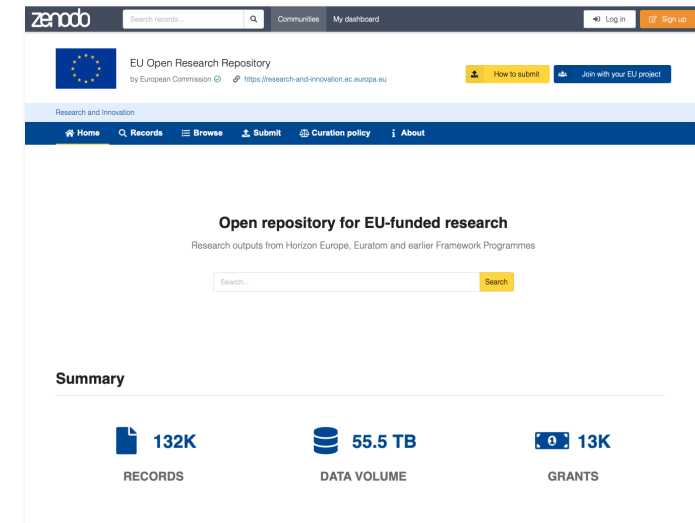 zenodo Search records... Communities My dashboard Log in Sign up
EU Open Research Repository
by European Commission https://research-and-innovation.ec.europa.eu How to submit Join with your EU project
Research and Innovation
Home Records Browse Submit Curation policy About
Open repository for EU-funded research
Research outputs from Horizon Europe, Euratom and earlier Framework Programmes
Search... Search
Summary
132K 55.5 TB 13K
RECORDS DATA VOLUME GRANTS